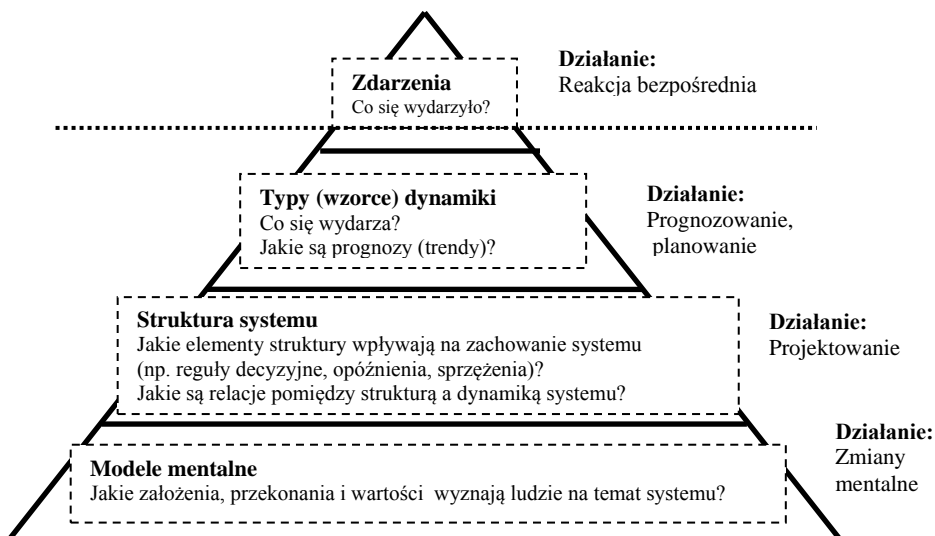 Zdarzenia
Co się wydarzyło?
Działanie:
Reakcja bezpośrednia
Typy (wzorce) dynamiki
Co się wydarza?
Jakie są prognozy (trendy)?
Działanie:
Prognozowanie,
planowanie
Struktura systemu
Jakie elementy struktury wpływają na zachowanie systemu
(np. reguły decyzyjne, opóźnienia, sprzężenia)?
Jakie są relacje pomiędzy strukturą a dynamiką systemu?
Działanie:
Projektowanie
Modele mentalne
Jakie założenia, przekonania i wartości wyznają ludzie na temat systemu?
Działanie:
Zmiany
mentalne